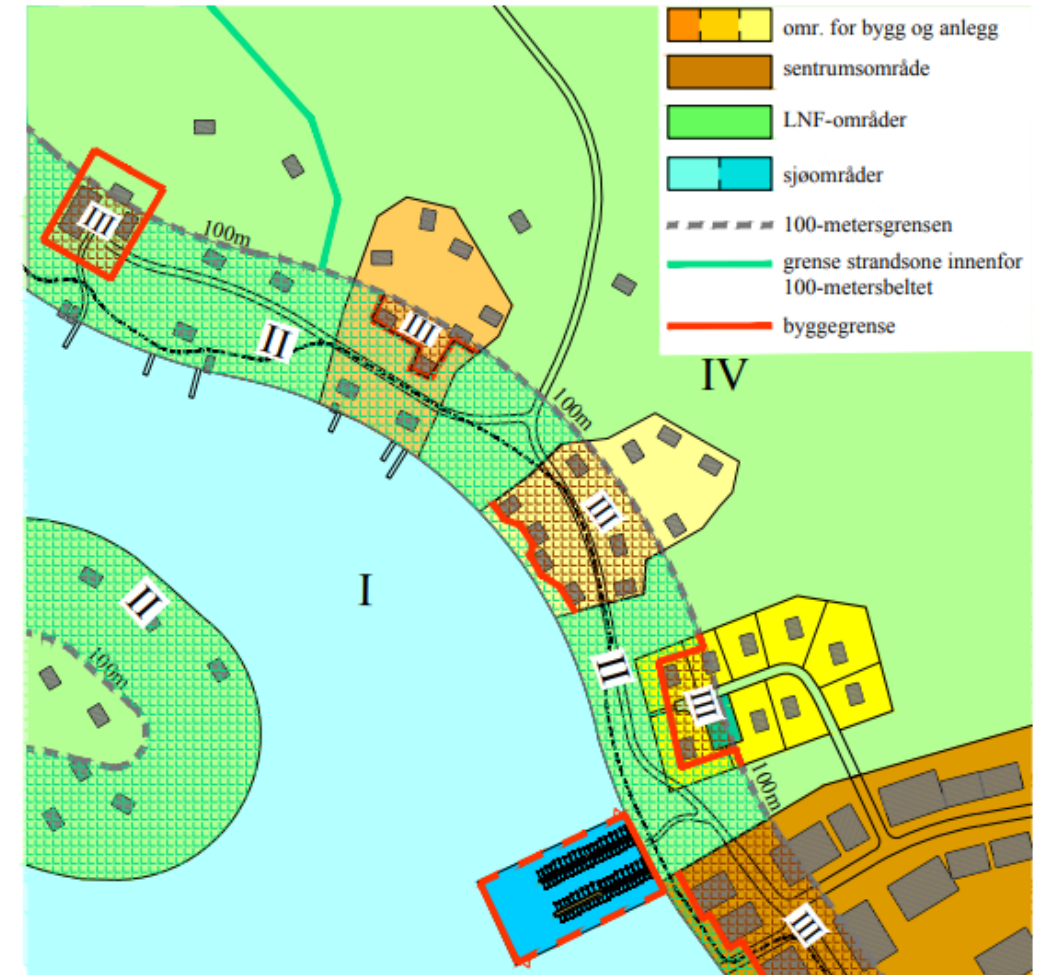 omr. for bygg og anlegg
sentrumsområde
LNF-områder
sjøområder
100-metersgrensen
grense strandsone innenfor
100-metersbeltet
byggegrense
III
100m
II
III
IV
100m
III
I
II
100m
II
III
100m
III